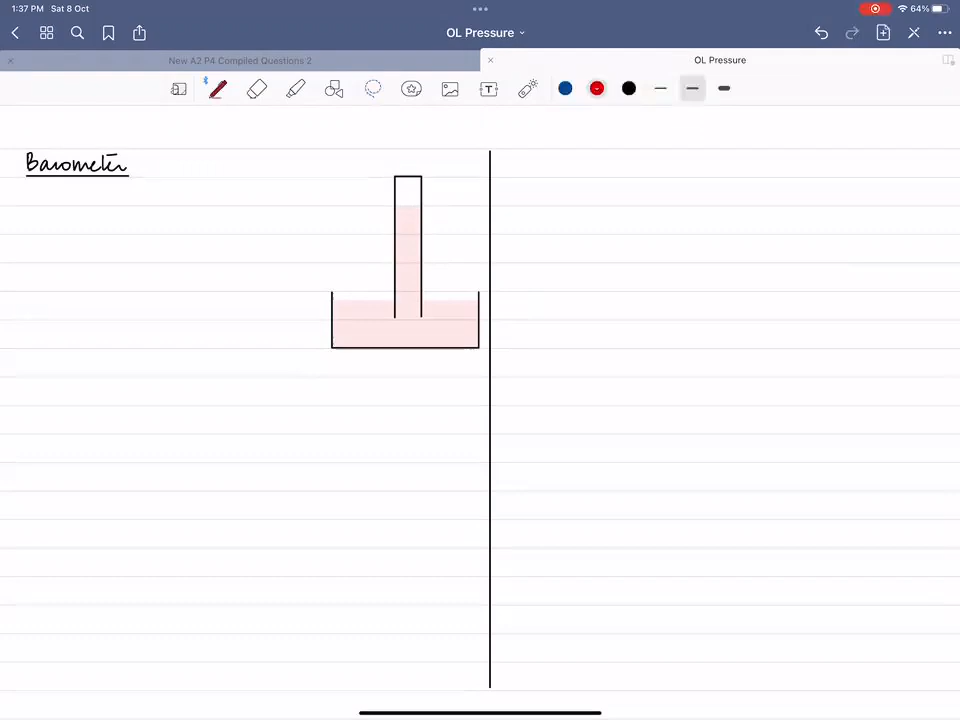 1:37 PM Sat 8 Oct
64%
OL Pressure
New A2 P4 Compiled Questions 2
OL Pressure
T
Barometer